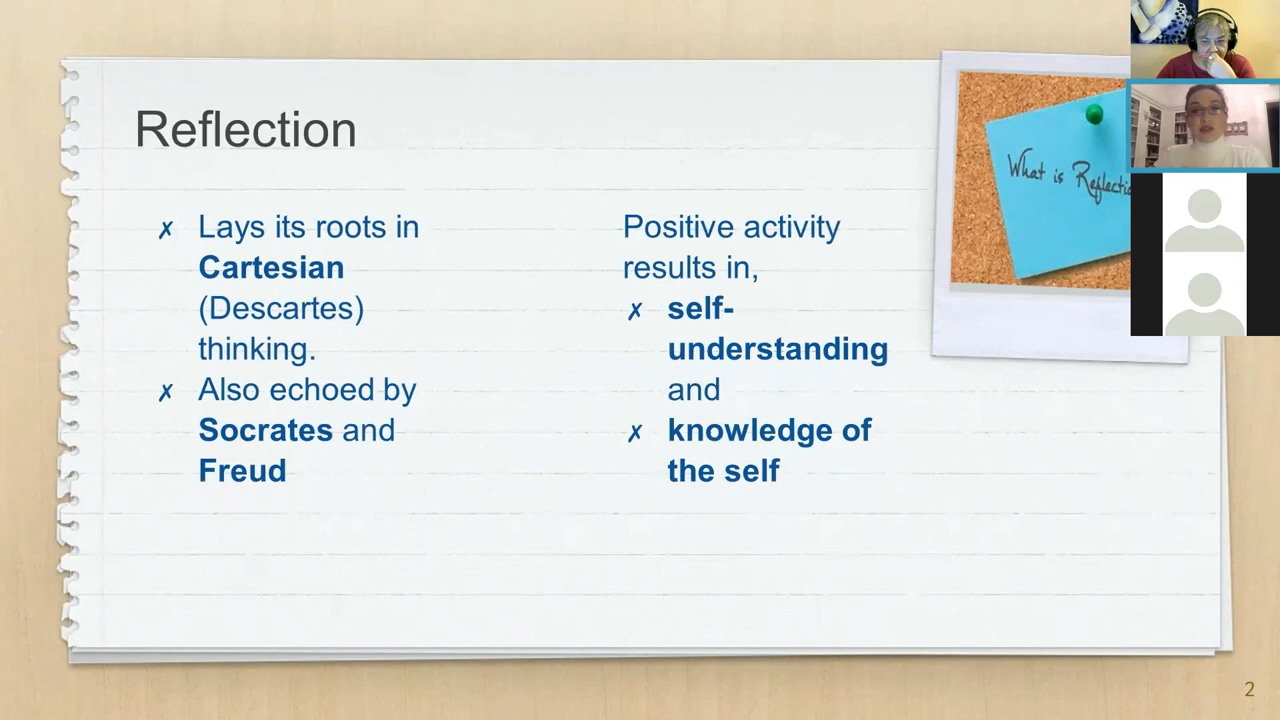 Reflection
✗ Lays its roots in
Cartesian
(Descartes)
thinking.
✗ Also echoed by
Socrates and
Freud
Positive activity
results in,
✗ self-
understanding
and
✗ knowledge of
the self
What is
2